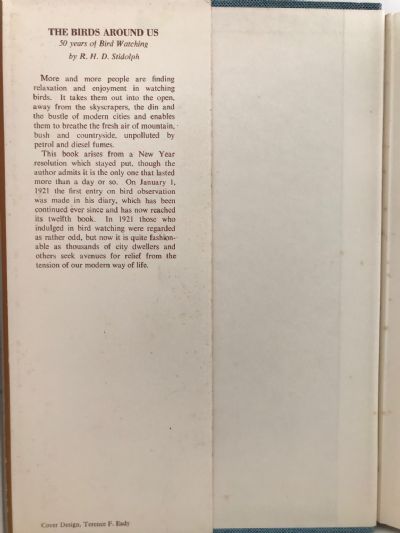 THE BIRDS AROUND US
50 years of Bird Watching
by R. H. D. Stidolph
More and more people are finding
relaxation and enjoyment in watching
birds. It takes them out into the open,
away from the skyscrapers, the din and
the bustle of modern cities and enables
them to breathe the fresh air of mountain,
bush and countryside, unpolluted by
petrol and diesel fumes.
This book arises from a New Year
resolution which stayed put, though the
author admits it is the only one that lasted
more than a day or so. On January 1,
1921 the first entry on bird observation
was made in his diary, which has been
continued ever since and has now reached
its twelfth book. In 1921 those who
indulged in bird watching were regarded
as rather odd, but now it is quite fashion-
able as thousands of city dwellers and
others seek avenues for relief from the
tension of our modern way of life.
Cover Design, Terence F. Eady